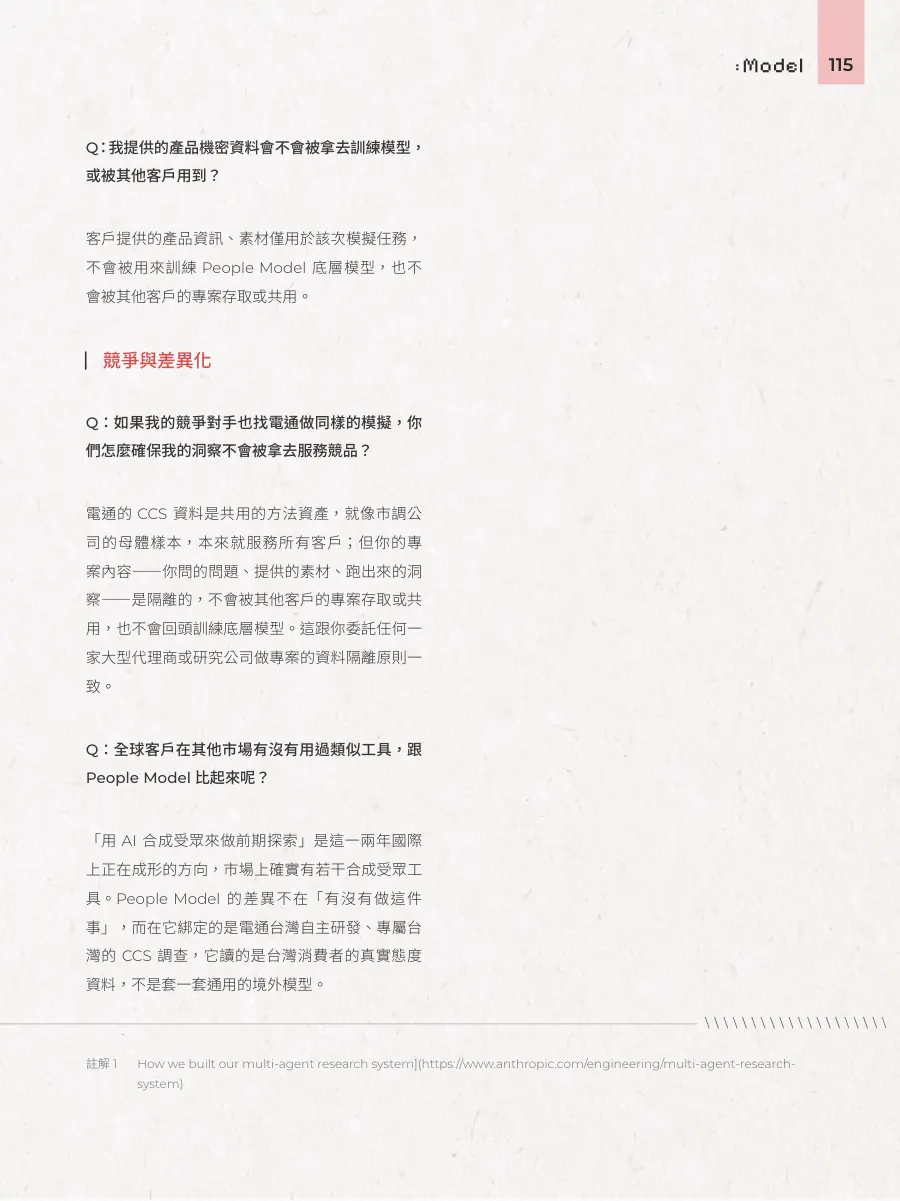 :Model 115
Q:我提供的產品機密資料會不會被拿去訓練模型，
或被其他客戶用到？
客戶提供的產品資訊、素材僅用於該次模擬任務，
不會被用來訓練 People Model 底層模型，也不
會被其他客戶的專案存取或共用。
競爭與差異化
Q：如果我的競爭對手也找電通做同樣的模擬，你
們怎麼確保我的洞察不會被拿去服務競品？
電通的 CCS 資料是共用的方法資產，就像市調公
司的母體樣本，本來就服務所有客戶；但你的專
案內容——你問的問題、提供的素材、跑出來的洞
察——是隔離的，不會被其他客戶的專案存取或共
用，也不會回頭訓練底層模型。這跟你委託任何一
家大型代理商或研究公司做專案的資料隔離原則一
致。
Q：全球客戶在其他市場有沒有用過類似工具，跟
People Model 比起來呢？
「用 AI 合成受眾來做前期探索」是這一兩年國際
上正在成形的方向，市場上確實有若干合成受眾工
具。People Model 的差異不在「有沒有做這件
事」，而在它綁定的是電通台灣自主研發、專屬台
灣的 CCS 調查，它讀的是台灣消費者的真實態度
資料，不是套一套通用的境外模型。
註解 1 How we built our multi-agent research system](https://www.anthropic.com/engineering/multi-agent-research-
system)